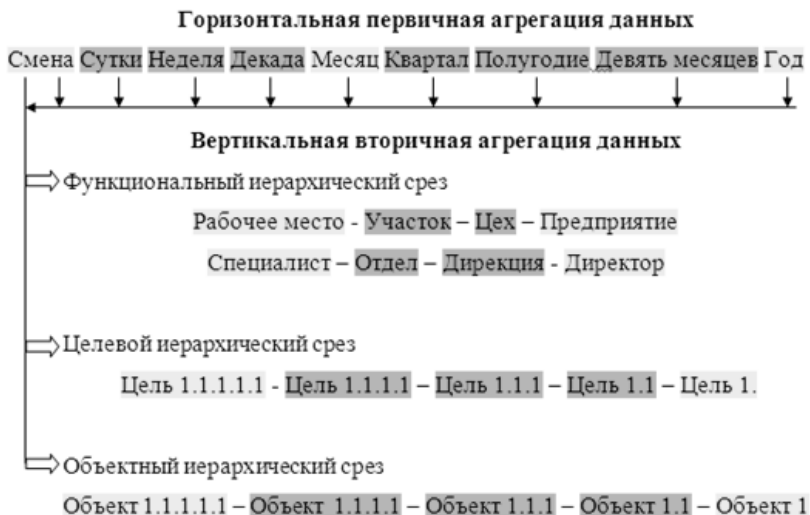 Горизонтальная первичная агрегация данных
Смена Сутки Неделя Декада Месяц Квартал Полугодие Девять месяцев Год
Вертикальная вторичная агрегация данных
Функциональный иерархический срез
Рабочее место - Участок – Цех – Предприятие
Специалист – Отдел – Дирекция - Директор
Целевой иерархический срез
Цель 1.1.1.1.1 - Цель 1.1.1.1 – Цель 1.1.1 – Цель 1.1 – Цель 1.
Объектный иерархический срез
Объект 1.1.1.1.1 – Объект 1.1.1.1 – Объект 1.1.1 – Объект 1.1 – Объект 1